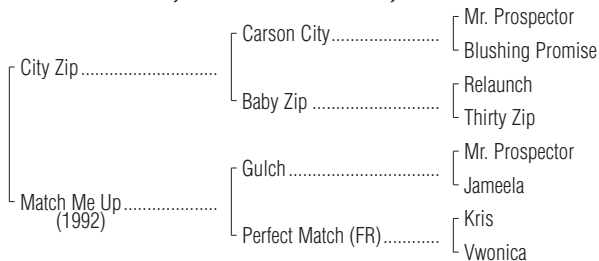 Mr. Prospector
Carson City
Blushing Promise
City Zip
Relaunch
Baby Zip
Thirty Zip
Mr. Prospector
Gulch
Jameela
Match Me Up
(1992)
Kris
Perfect Match (FR)
Vwonica